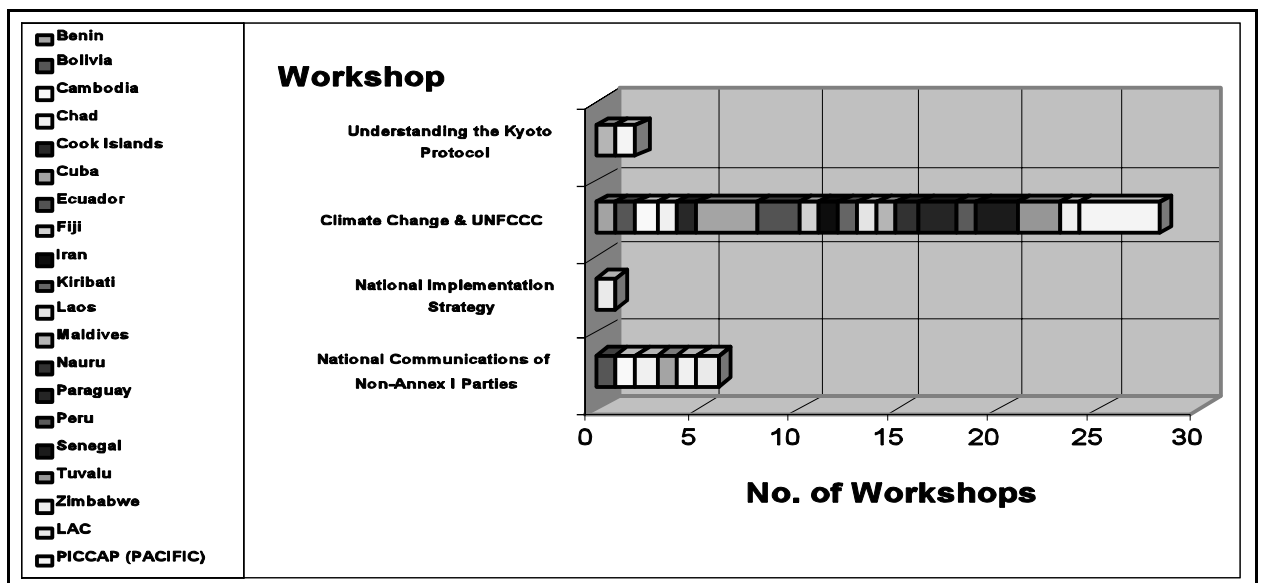 Benin
Bolivia
Cambodia
Chad
Cook Islands
Cuba
Ecuador
Fiji
Iran
Kiribati
Laos
Maldives
Nauru
Paraguay
Peru
Senegal
Tuvalu
Zimbabwe
LAC
PICCAP (PACIFIC)
Workshop
Understanding the Kyoto
Protocol
Climate Change & UNFCCC
National Implementation
Strategy
National Communications of
Non-Annex I Parties
0 5 10 15 20 25 30
No. of Workshops